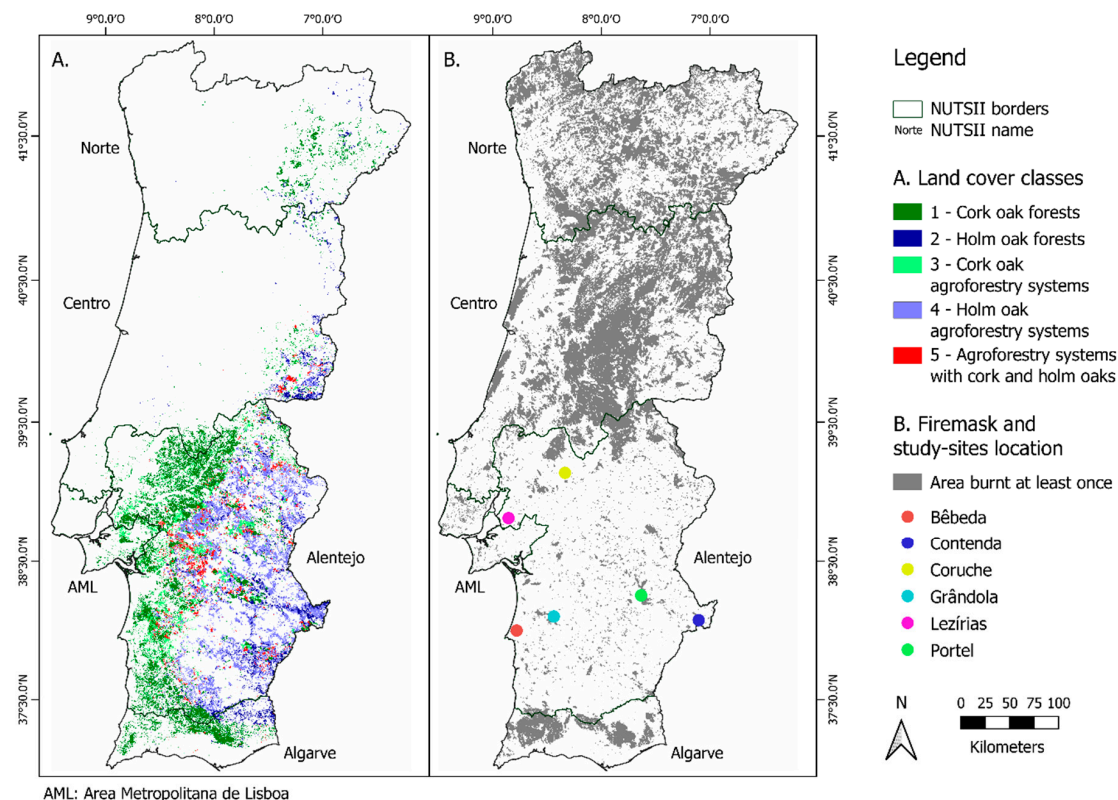 9°0.0'0 8°0.0'0 7°0.0'0 9°0.0'0 8°0.0'0 7°0.0'0
A.
B.
41°30.0'N
40°30.0'N
39°30.0'N
38°30.0'N
37°30.0'N
Norte
Centro
AML
Alentejo
Algarve
Norte
Centro
AML
Alentejo
Algarve
41°30.0'N
40°30.0'N
39°30.0'N
38°30.0'N
37°30.0'N
Legend
NUTSII borders
Norte NUTSII name
A. Land cover classes
1 - Cork oak forests
2 - Holm oak forests
3 - Cork oak
agroforestry systems
4 - Holm oak
agroforestry systems
5 - Agroforestry systems
with cork and holm oaks
B. Firemask and
study-sites location
Area burnt at least once
Bêbeda
Contenda
Coruche
Grândola
Lezírias
Portel
N
0 25 50 75 100
Kilometers
AML: Area Metropolitana de Lisboa